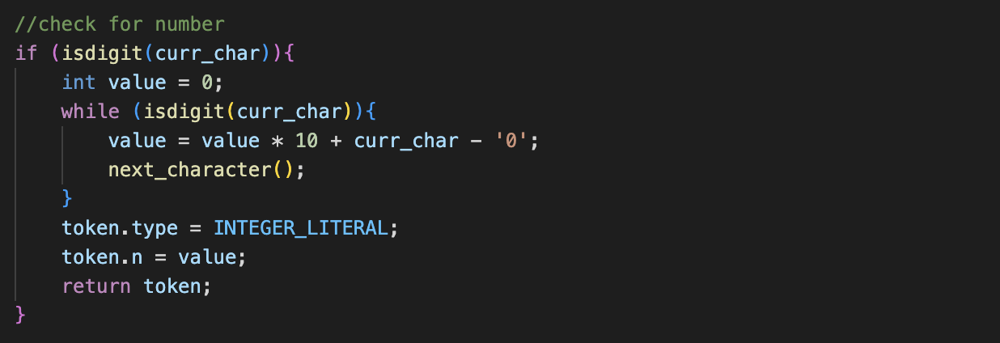 //check for number
if (isdigit(curr_char)){
    int value = 0;
    while (isdigit(curr_char)){
        value = value * 10 + curr_char - '0';
        next_character();
    }
    token.type = INTEGER_LITERAL;
    token.n = value;
    return token;
}